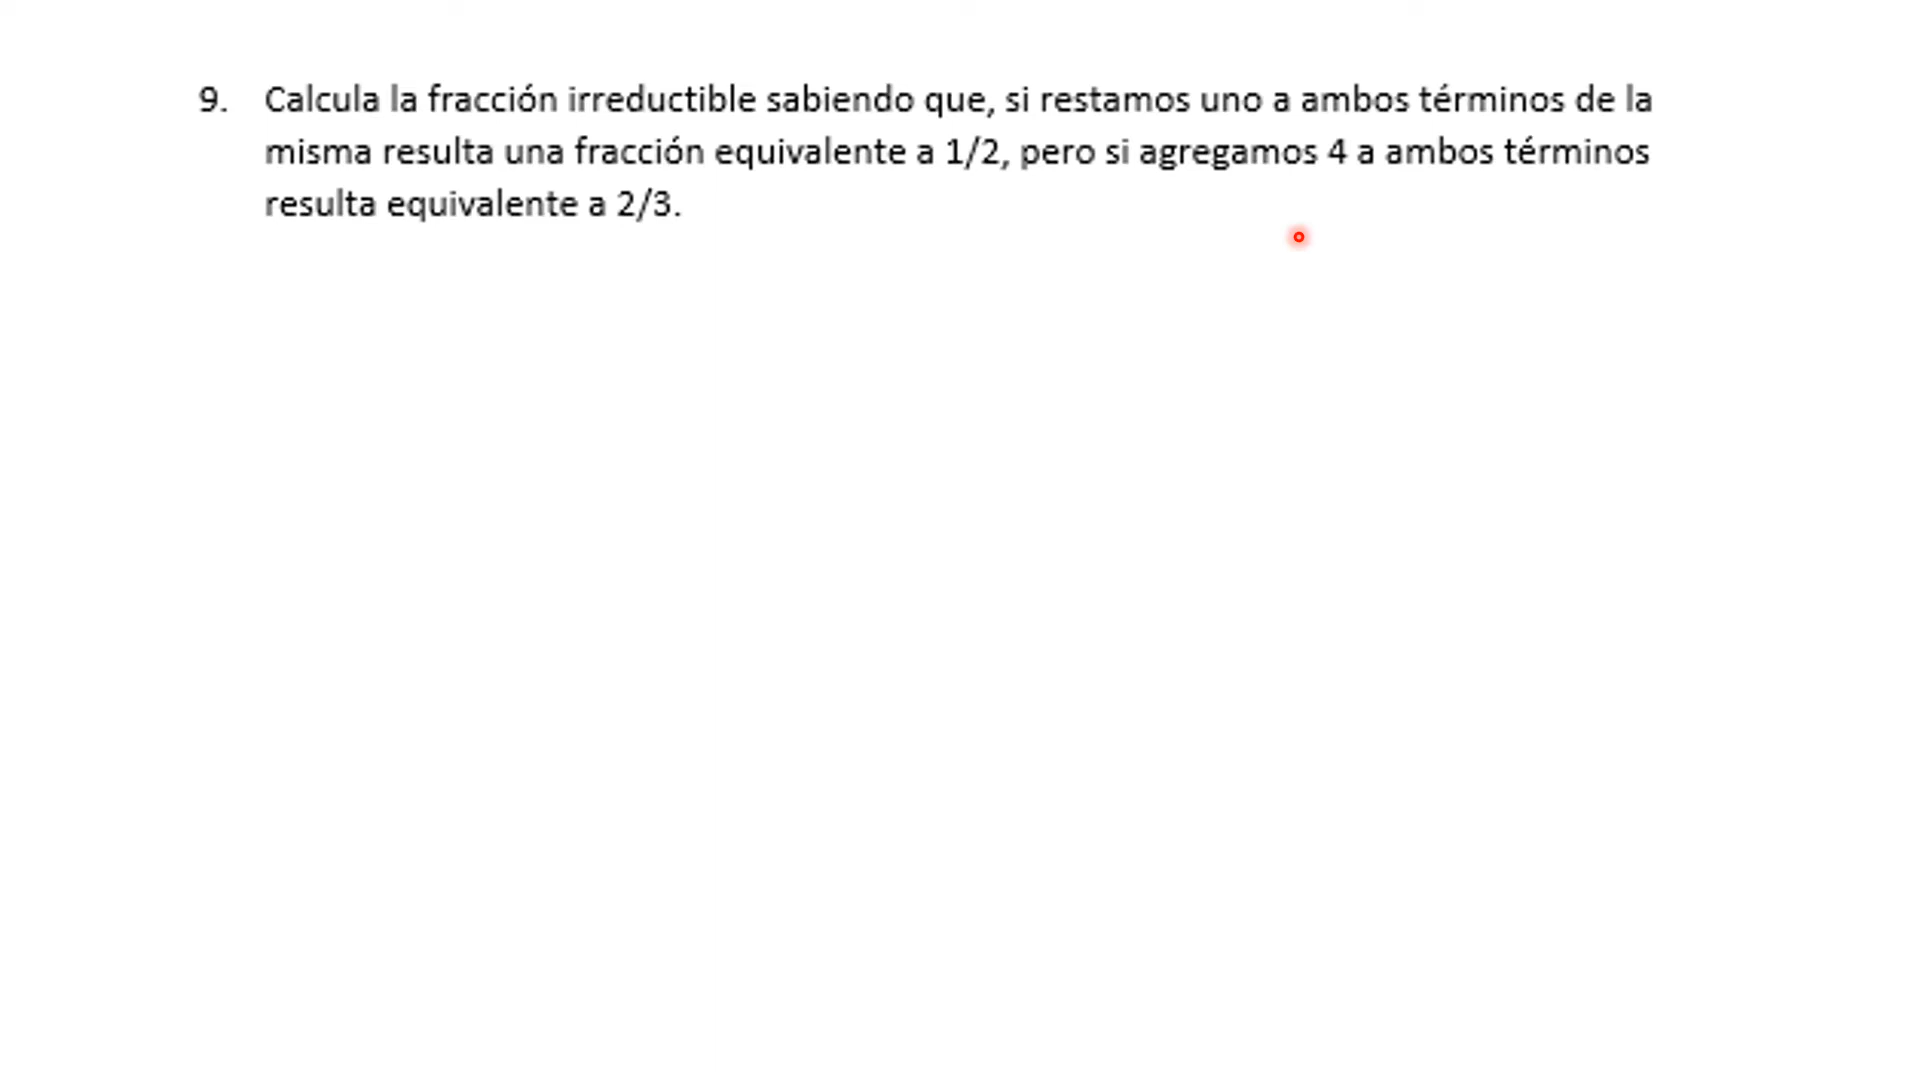 9. Calcula la fracción irreductible sabiendo que, si restamos uno a ambos términos de la
misma resulta una fracción equivalente a 1/2, pero si agregamos 4 a ambos términos
resulta equivalente a 2/3.